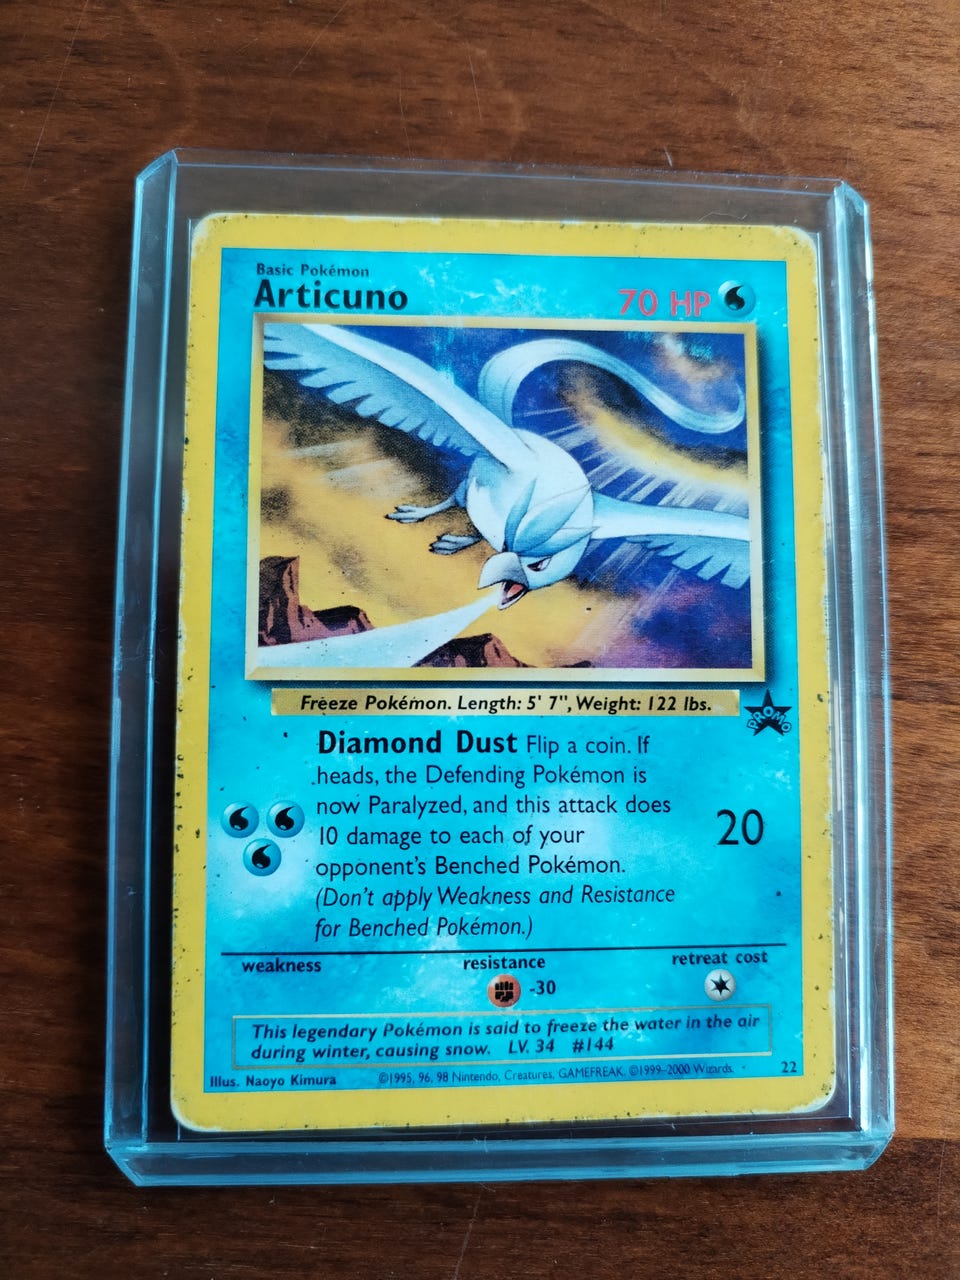 Basic Pokémon
Articuno 70 HP
Freeze Pokémon. Length: 5' 7", Weight: 122 lbs.
PROMO
Diamond Dust Flip a coin. If
heads, the Defending Pokémon is
now Paralyzed, and this attack does
10 damage to each of your
opponent's Benched Pokémon.
(Don't apply Weakness and Resistance
for Benched Pokémon.)
20
weakness resistance retreat cost
-30
This legendary Pokémon is said to freeze the water in the air
during winter, causing snow. LV. 34 #144
Illus. Naoyo Kimura ©1995, 96, 98 Nintendo, Creatures, GAMEFREAK. ©1999-2000 Wizards. 22